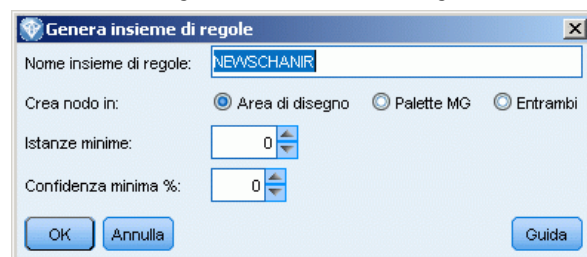 Genera insieme di regole
Nome insieme di regole: NEWSCHANIR
Crea nodo in: Area di disegno Palette MG Entrambi
Istanze minime: 0
Confidenza minima %: 0
OK Annulla Guida